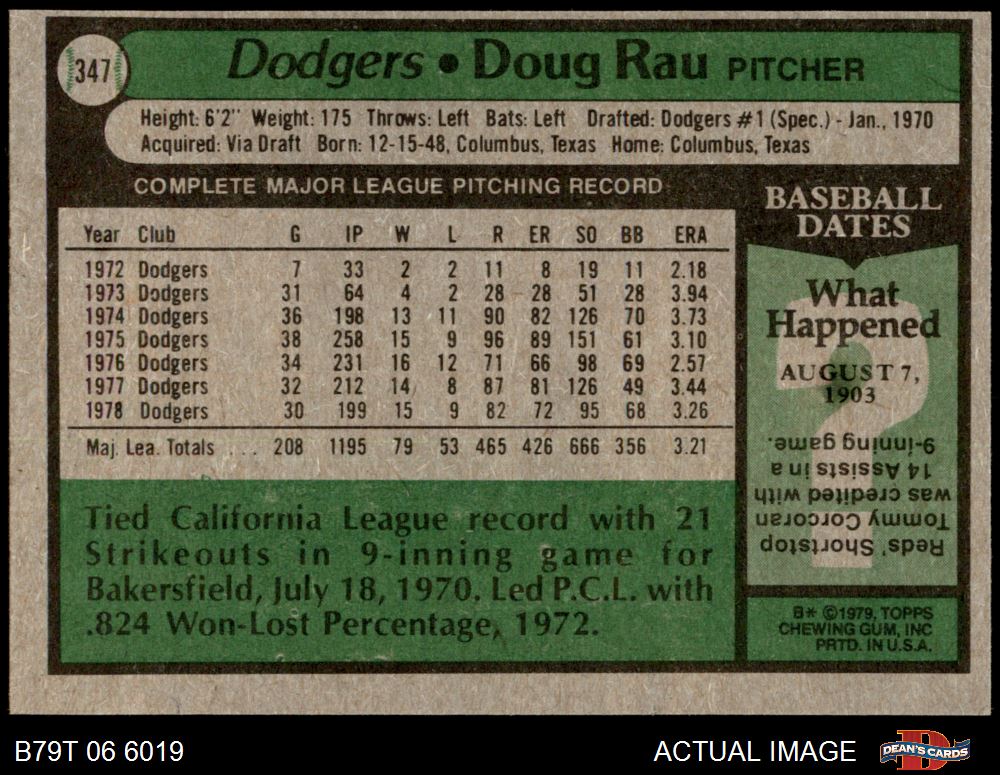 347
Dodgers • Doug Rau PITCHER
Height: 6'2" Weight: 175 Throws: Left Bats: Left Drafted: Dodgers #1 (Spec.) - Jan., 1970
Acquired: Via Draft Born: 12-15-48, Columbus, Texas Home: Columbus, Texas
COMPLETE MAJOR LEAGUE PITCHING RECORD
Year Club G IP W L R ER SO BB ERA
1972 Dodgers 7 33 2 2 11 8 19 11 2.18
1973 Dodgers 31 64 4 2 28 28 51 28 3.94
1974 Dodgers 36 198 13 11 90 82 126 70 3.73
1975 Dodgers 38 258 15 9 96 89 151 61 3.10
1976 Dodgers 34 231 16 12 71 66 98 69 2.57
1977 Dodgers 32 212 14 8 87 81 126 49 3.44
1978 Dodgers 30 199 15 9 82 72 95 68 3.26
Maj. Lea. Totals ... 208 1195 79 53 465 426 666 356 3.21
Tied California League record with 21
Strikeouts in 9-inning game for
Bakersfield, July 18, 1970. Led P.C.L. with
.824 Won-Lost Percentage, 1972.
BASEBALL
DATES
What
Happened
AUGUST 7,
1903
Reds' Shortstop
Tommy Corcoran
was credited with
14 Assists in a
9-inning game.
B* ©1979, TOPPS
CHEWING GUM, INC
PRTD. IN U.S.A.
B79T 06 6019
ACTUAL IMAGE
D
DEAN'S CARDS